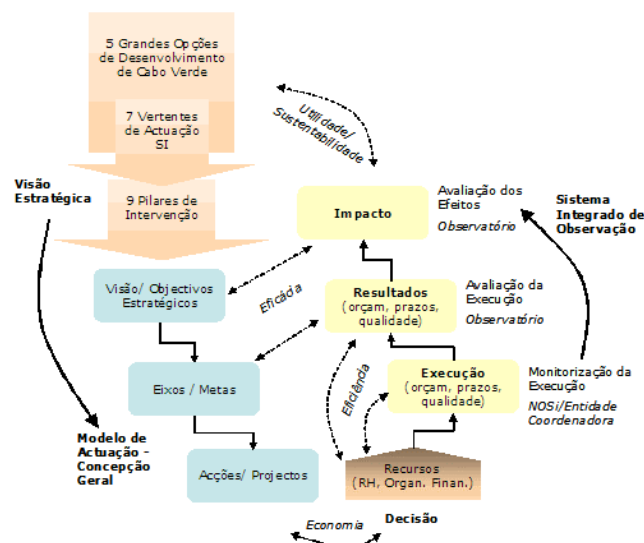 5 Grandes Opções
de Desenvolvimento
de Cabo Verde
7 Vertentes
de Actuação
SI
9 Pilares de
Intervenção
Visão
Estratégica
Utilidade/
Sustentabilidade
Impacto
Avaliação dos
Efeitos
Observatório
Sistema
Integrado de
Observação
Visão/ Objectivos
Estratégicos
Eficácia
Resultados
(orçam, prazos,
qualidade)
Avaliação da
Execução
Observatório
Eixos / Metas
Eficiência
Execução
(orçam, prazos,
qualidade)
Monitorização da
Execução
NOSi/Entidade
Coordenadora
Modelo de
Actuação -
Concepção
Geral
Acções/ Projectos
Recursos
(RH, Organ. Finan.)
Economia
Decisão